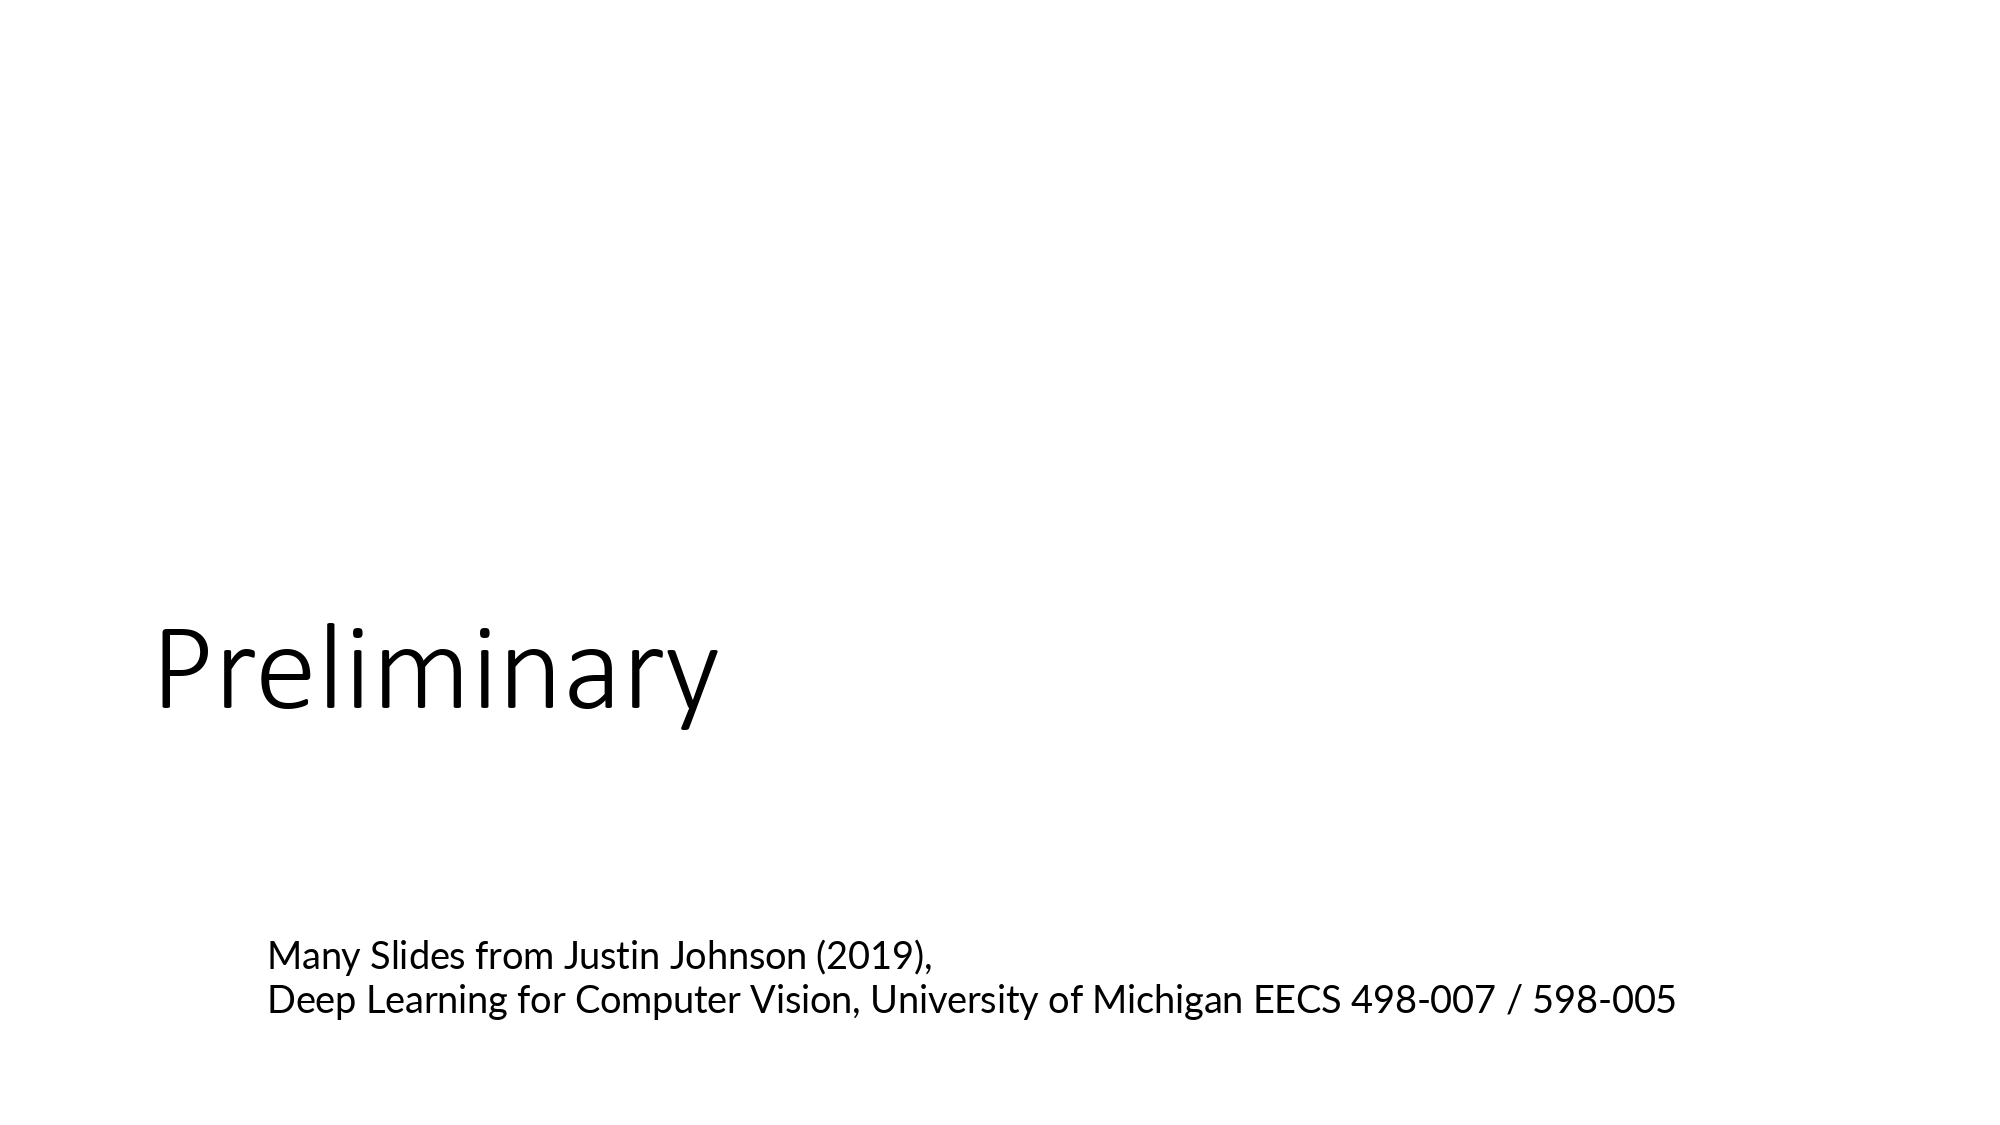 Preliminary
Many Slides from Justin Johnson (2019),
Deep Learning for Computer Vision, University of Michigan EECS 498-007 / 598-005